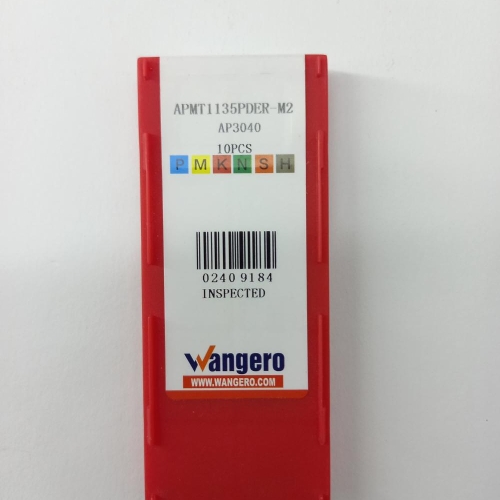 APMT1135PDER-M2
AP3040
10PCS
P M K N S H
0240 9184
INSPECTED
Wangero
WWW.WANGERO.COM